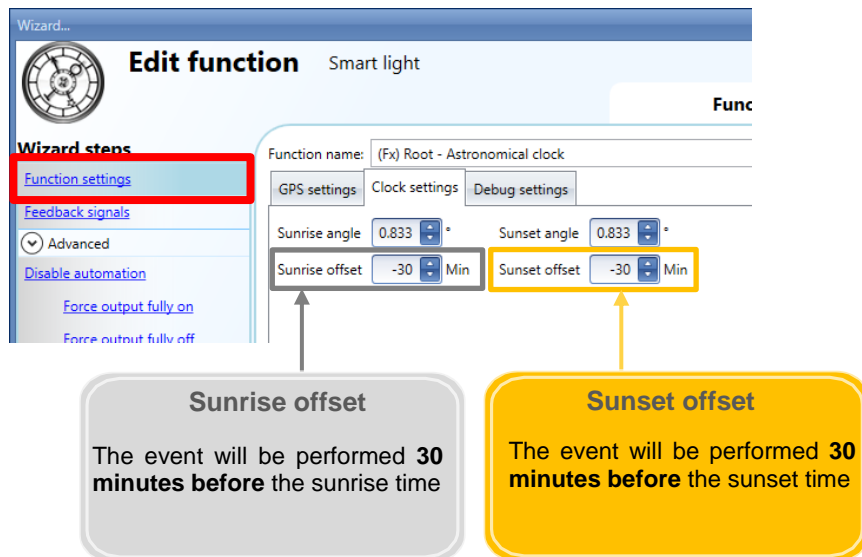 Wizard...
Edit function Smart light
Func
Wizard steps
Function settings
Feedback signals
Advanced
Disable automation
Force output fully on
Force output fully off
Function name: (Fx) Root - Astronomical clock
GPS settings Clock settings Debug settings
Sunrise angle 0.833 ° Sunset angle 0.833 °
Sunrise offset -30 Min Sunset offset -30 Min
Sunrise offset
The event will be performed 30
minutes before the sunrise time
Sunset offset
The event will be performed 30
minutes before the sunset time